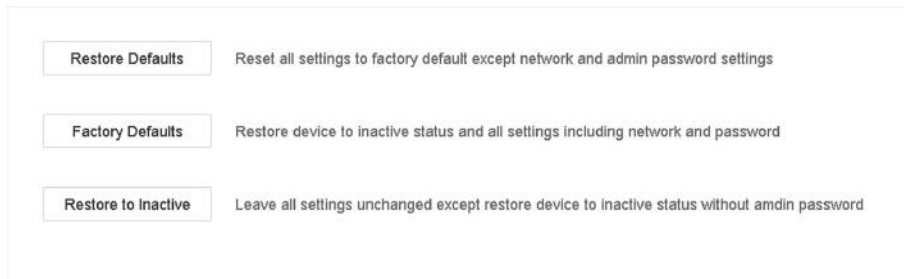 Restore Defaults Reset all settings to factory default except network and admin password settings
Factory Defaults Restore device to inactive status and all settings including network and password
Restore to Inactive Leave all settings unchanged except restore device to inactive status without amdin password